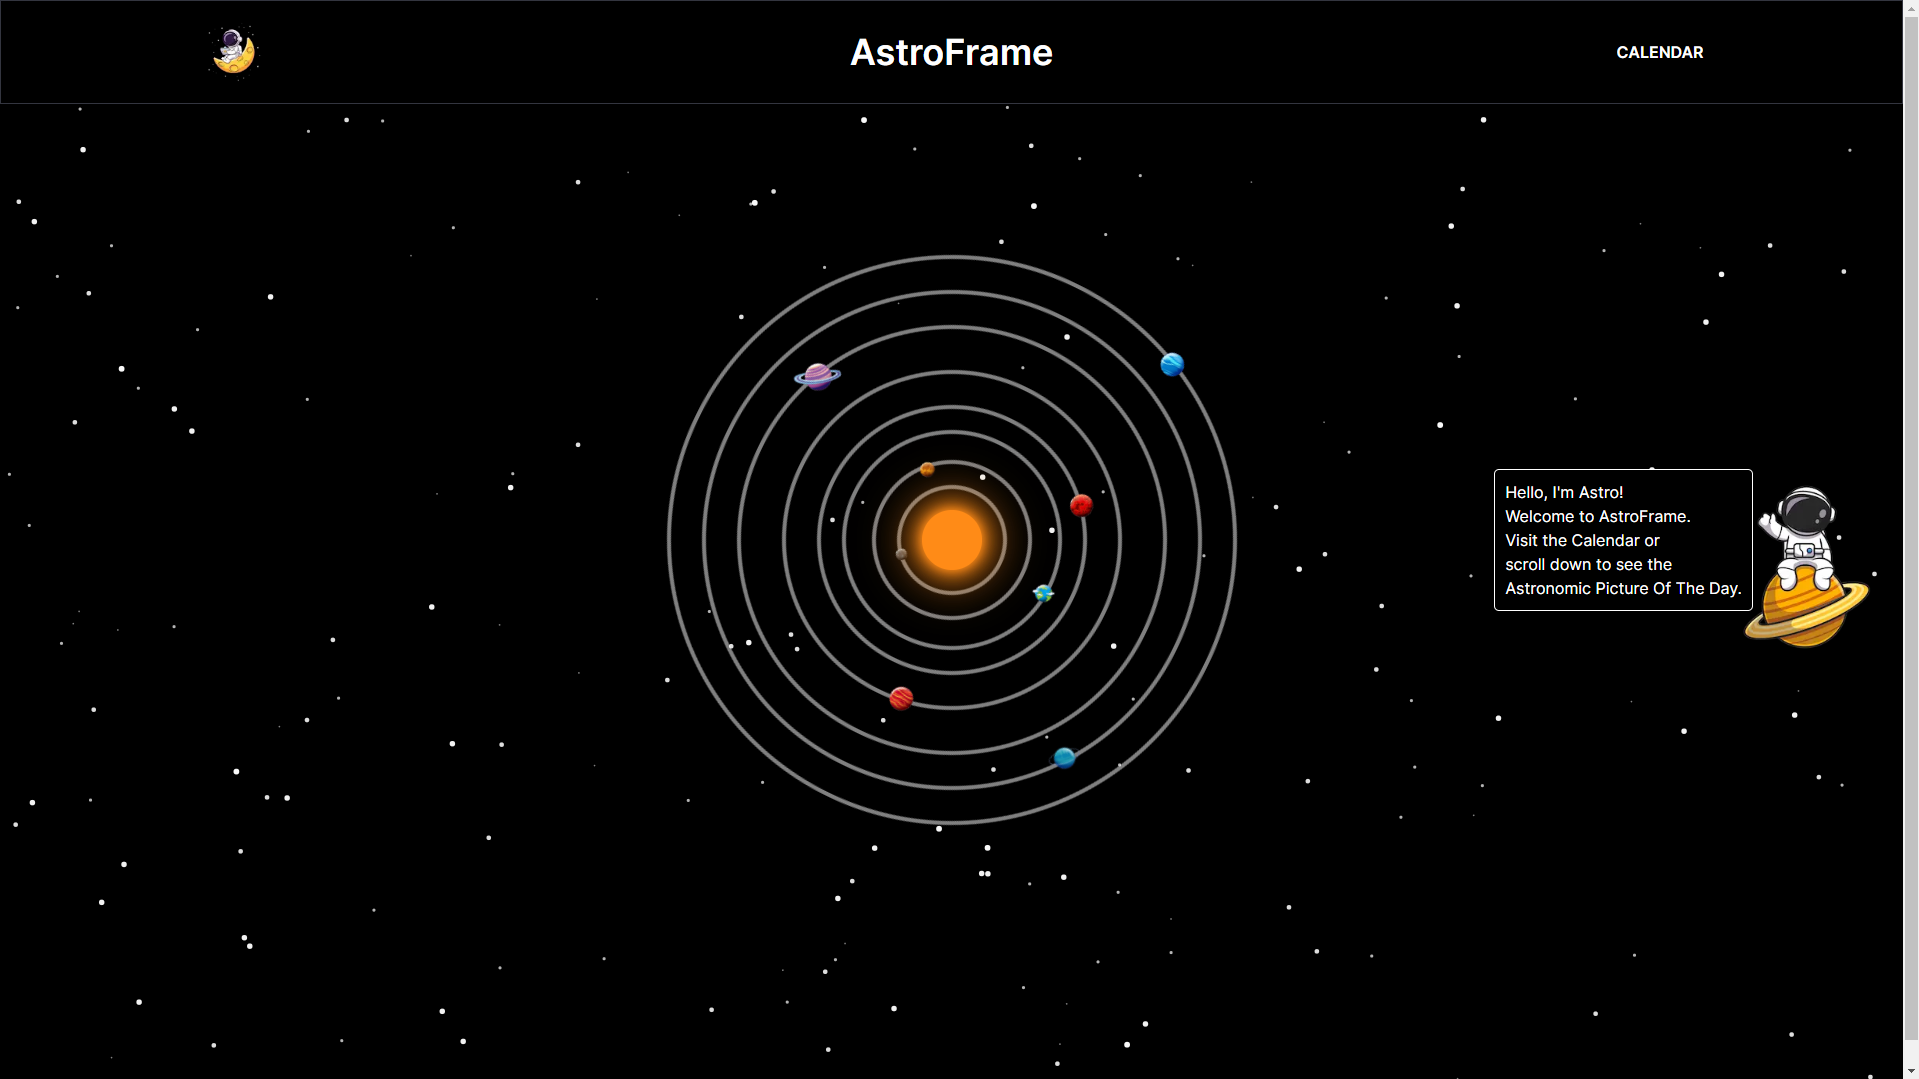 AstroFrame
CALENDAR
Hello, I'm Astro!
Welcome to AstroFrame.
Visit the Calendar or
scroll down to see the
Astronomic Picture Of The Day.